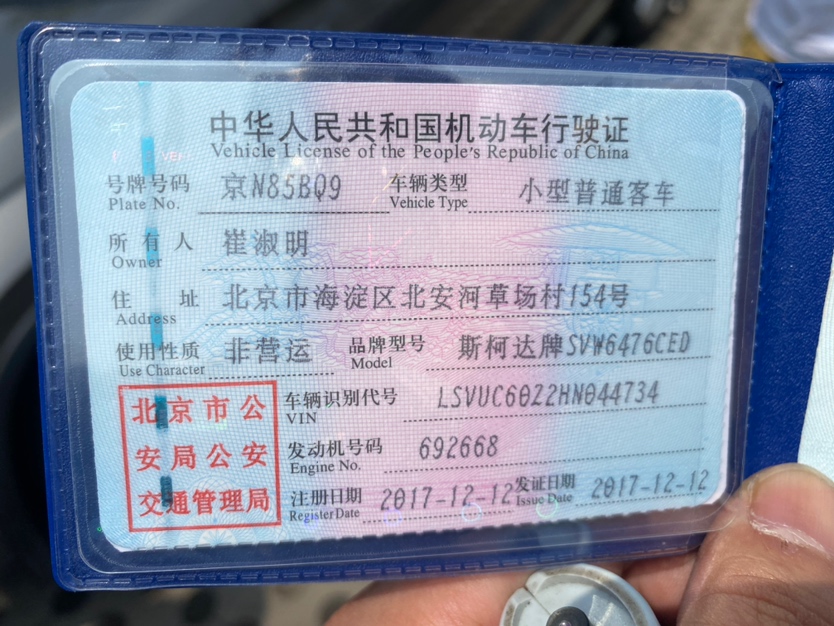 中华人民共和国机动车行驶证
Vehicle License of the People's Republic of China
号牌号码 京N85BQ9 车辆类型 小型普通客车
Plate No. Vehicle Type
所有人 崔淑明
Owner
住址 北京市海淀区北安河草场村154号
Address
使用性质 非营运 品牌型号 斯柯达牌SVW6476CED
Use Character Model
北京市公
安局公安
交通管理局
车辆识别代号 LSVUC60Z2HN044734
VIN
发动机号码 692668
Engine No.
注册日期 2017-12-12 发证日期 2017-12-12
Register Date Issue Date